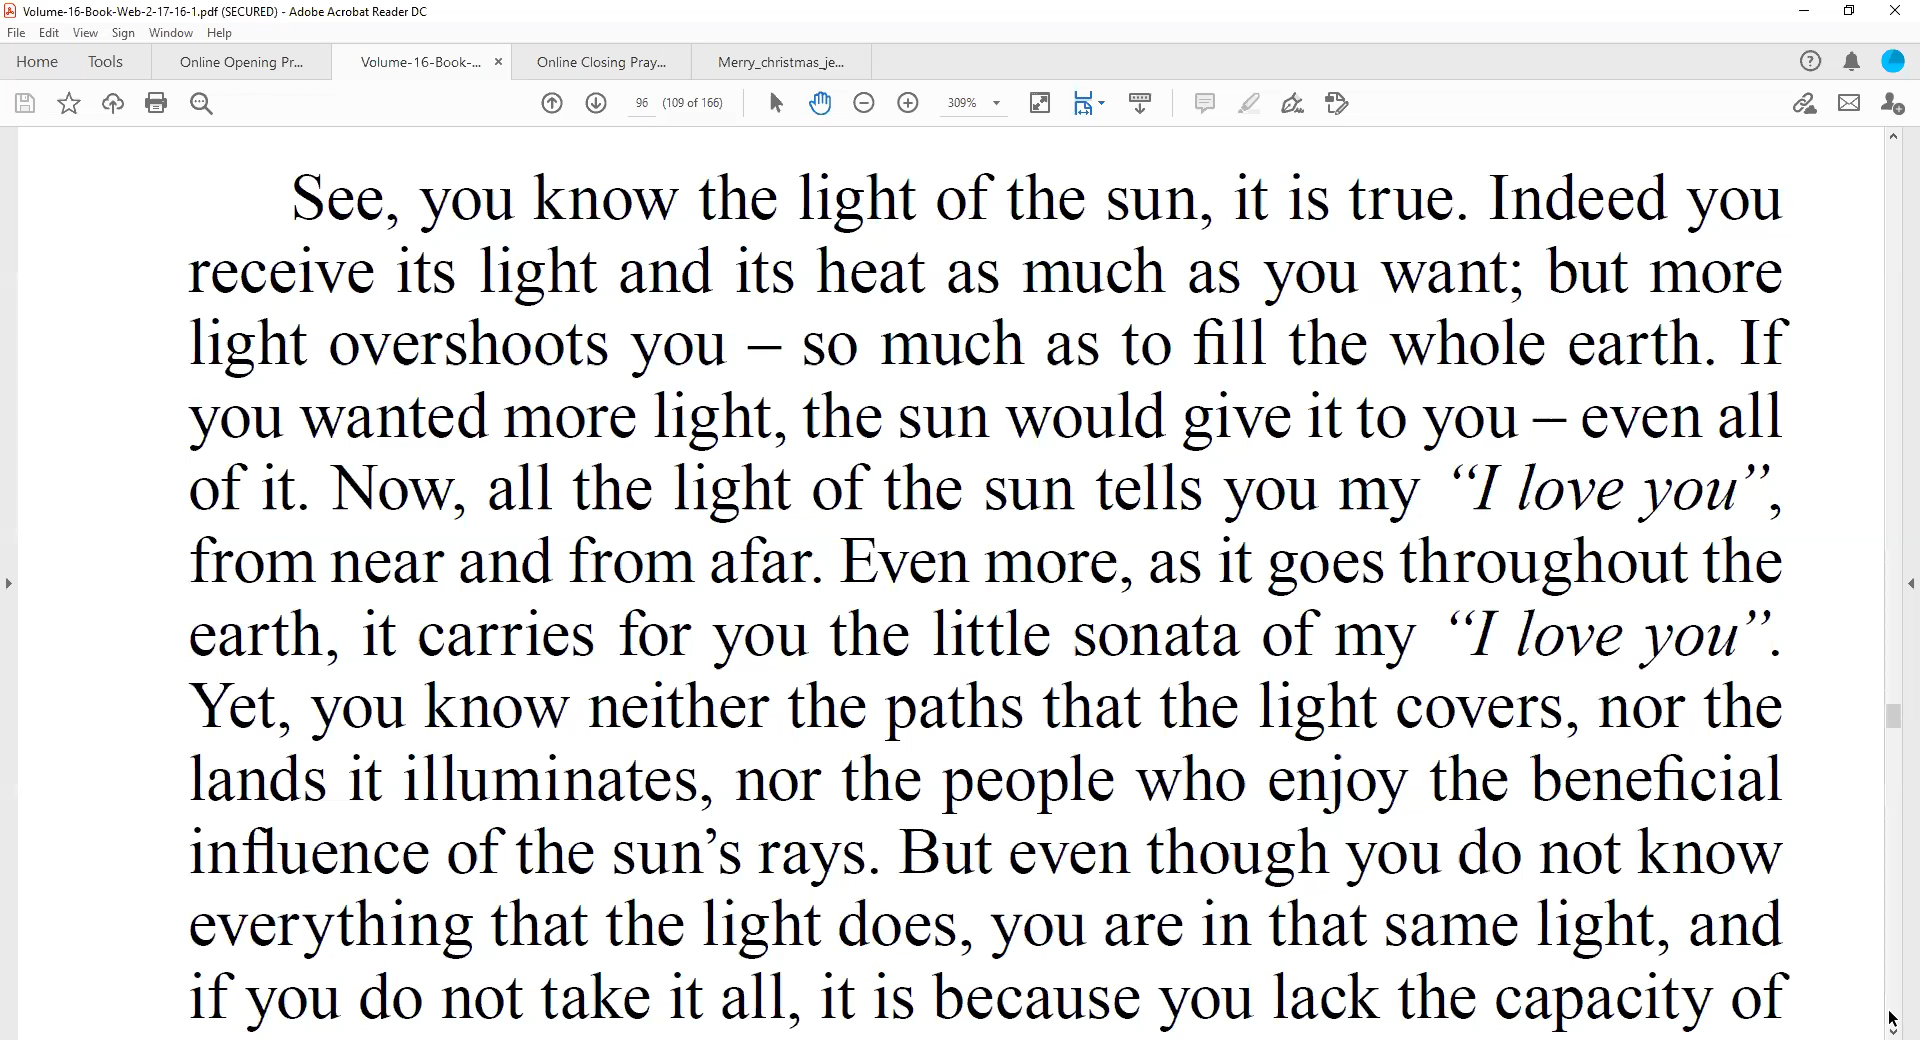 Volume-16-Book-Web-2-17-16-1.pdf (SECURED) - Adobe Acrobat Reader DC
File Edit View Sign Window Help
Home Tools Online Opening Pr... Volume-16-Book-... × Online Closing Pray... Merry_christmas_je...
96 (109 of 166) 309%
See, you know the light of the sun, it is true. Indeed you
receive its light and its heat as much as you want; but more
light overshoots you – so much as to fill the whole earth. If
you wanted more light, the sun would give it to you – even all
of it. Now, all the light of the sun tells you my “I love you”,
from near and from afar. Even more, as it goes throughout the
earth, it carries for you the little sonata of my “I love you”.
Yet, you know neither the paths that the light covers, nor the
lands it illuminates, nor the people who enjoy the beneficial
influence of the sun’s rays. But even though you do not know
everything that the light does, you are in that same light, and
if you do not take it all, it is because you lack the capacity of